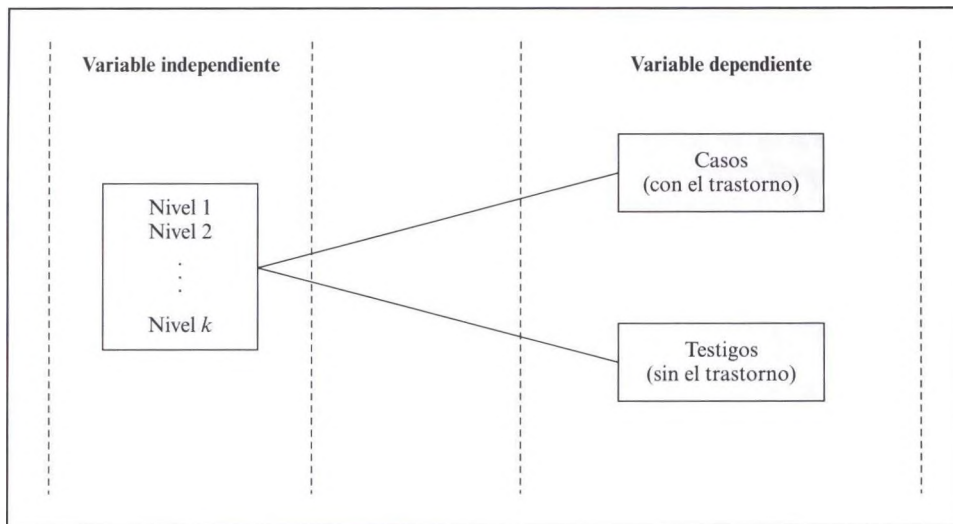 Variable independiente
Variable dependiente
Nivel 1
Nivel 2
Nivel k
Casos
(con el trastorno)
Testigos
(sin el trastorno)